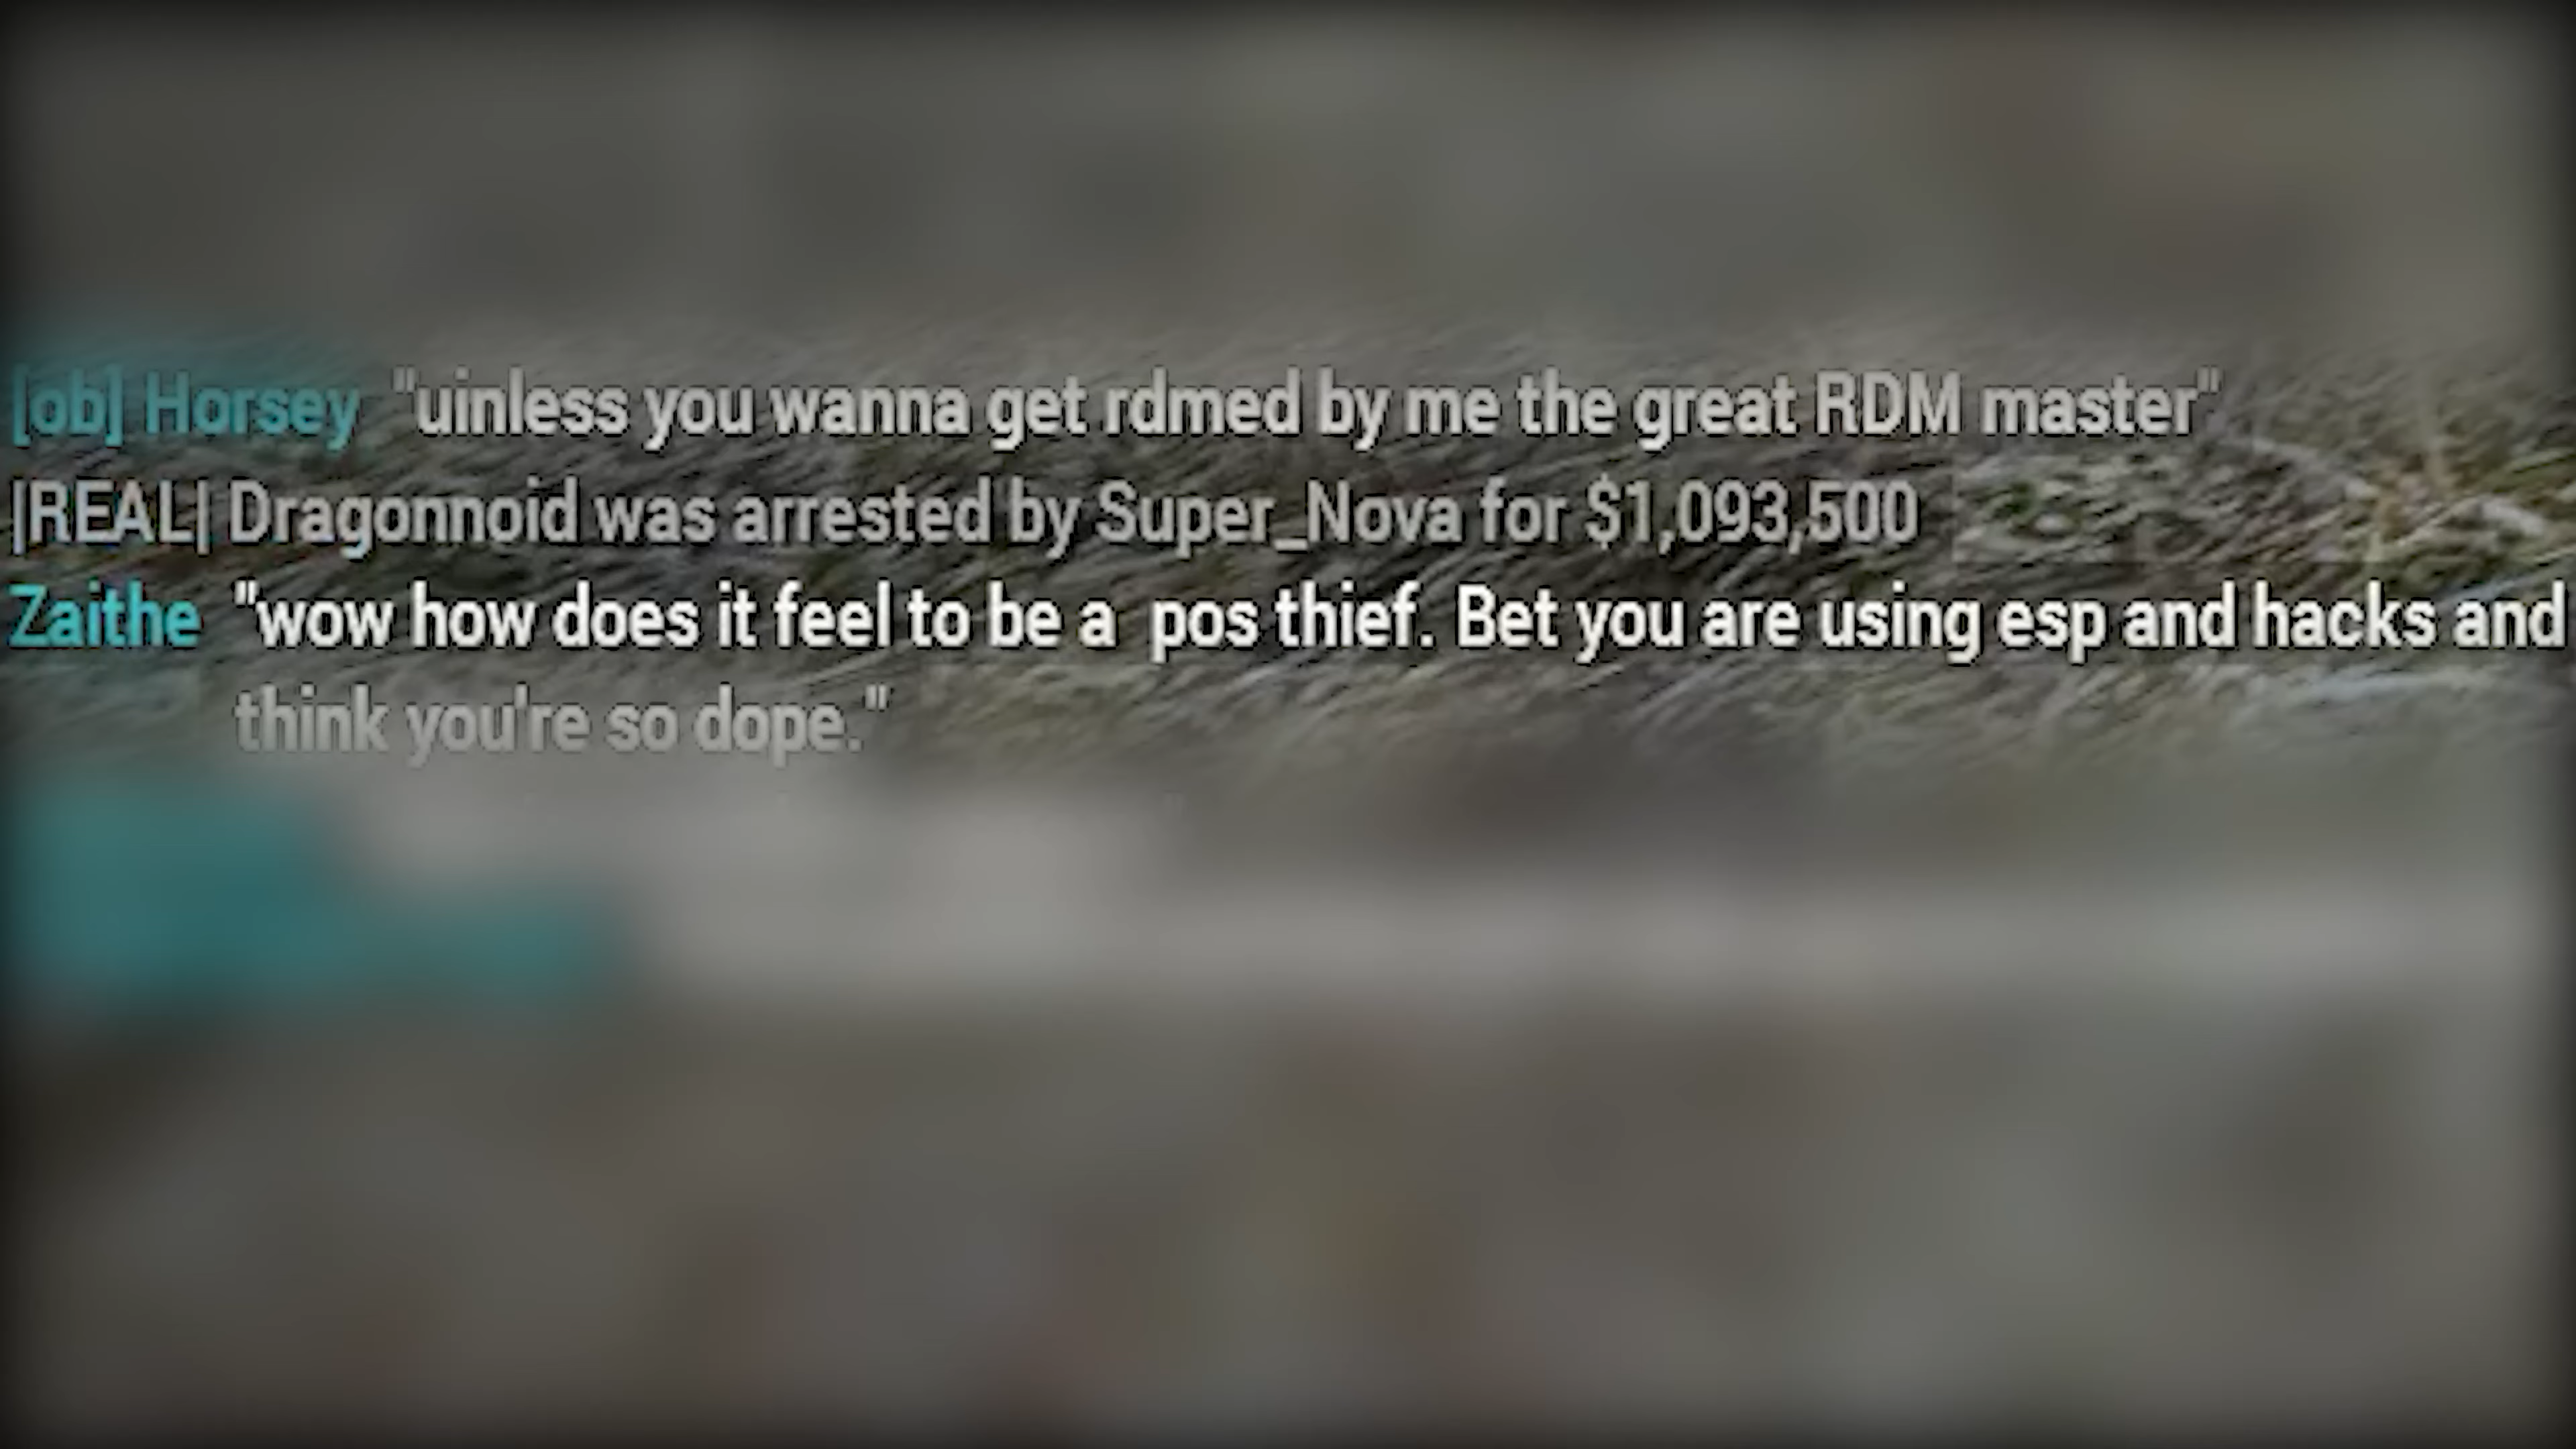 [ob] Horsey "uinless you wanna get rdmed by me the great RDM master"
|REAL| Dragonnoid was arrested by Super_Nova for $1,093,500
Zaithe "wow how does it feel to be a  pos thief. Bet you are using esp and hacks and
think you're so dope."